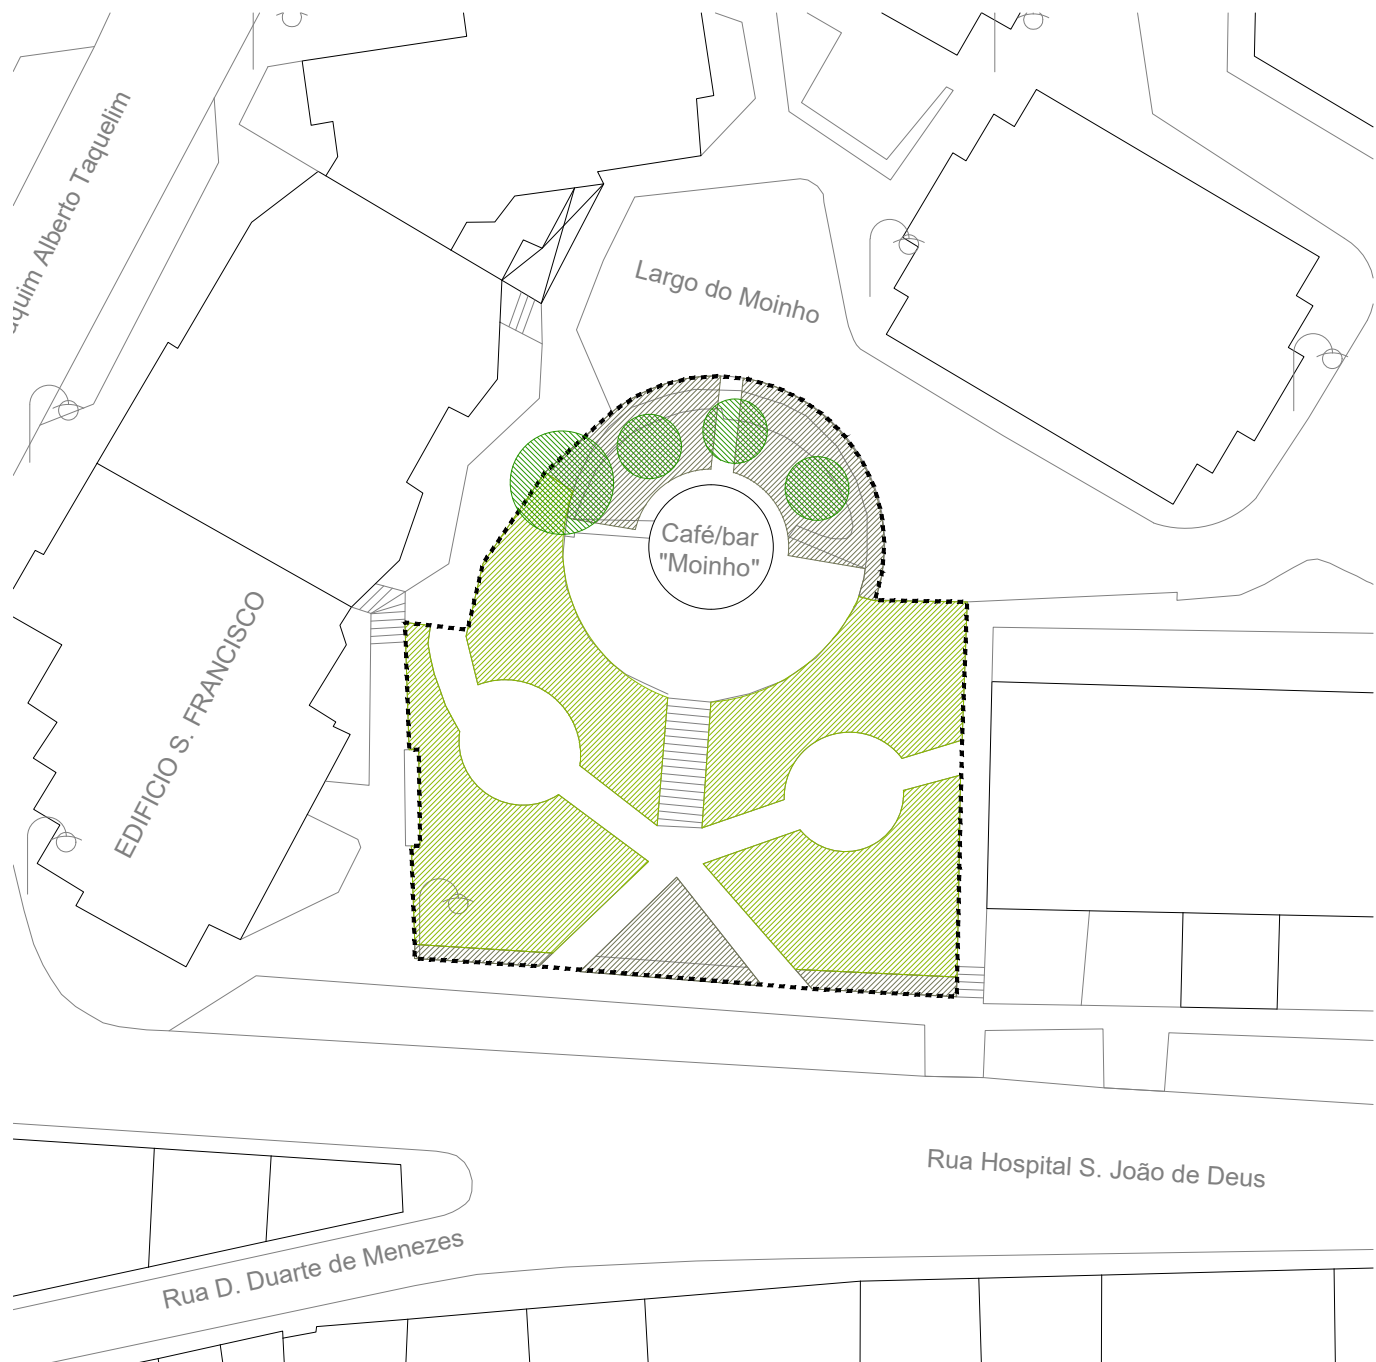 Alberto Taquelim
Largo do Moinho
Café/bar
"Moinho"
EDIFICIO S. FRANCISCO
Rua Hospital S. João de Deus
Rua D. Duarte de Menezes